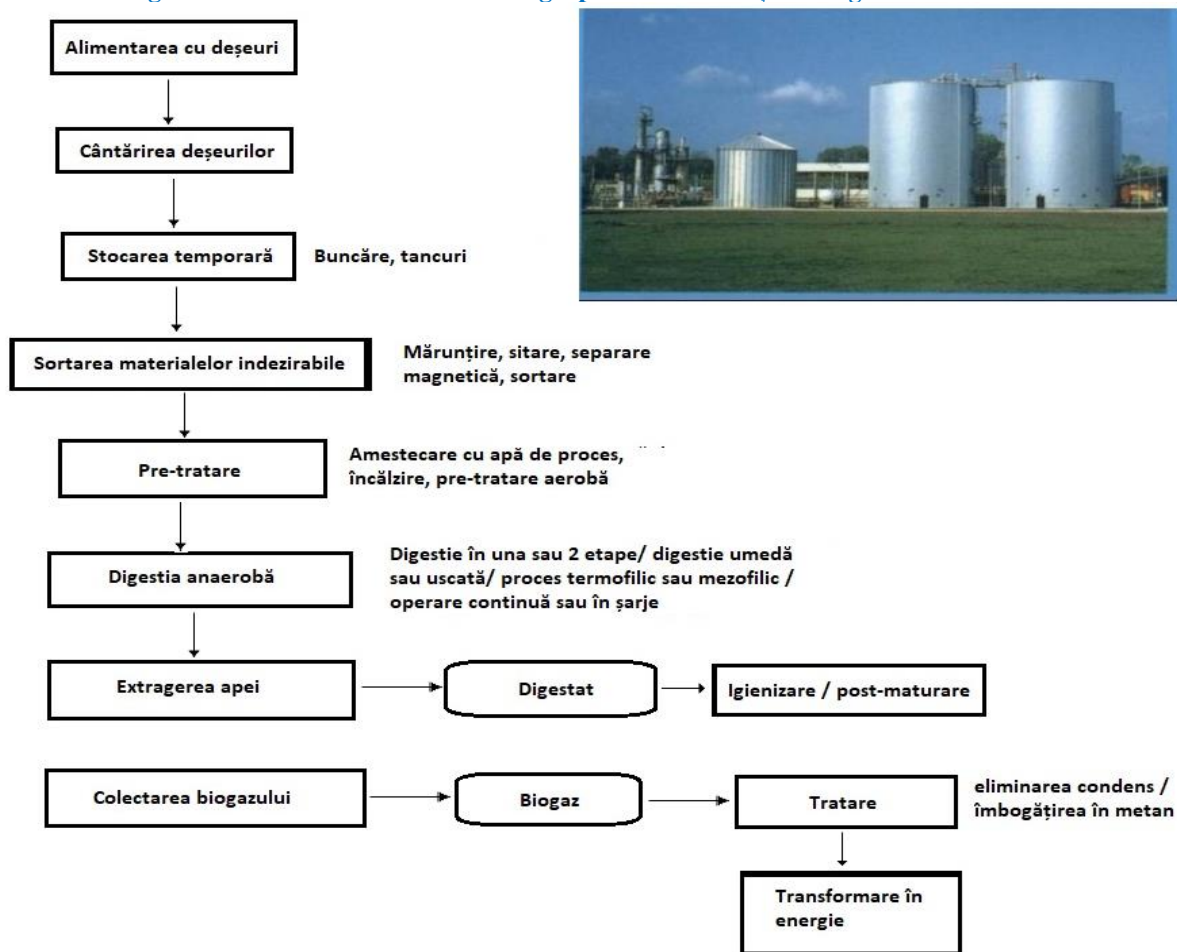 Alimentarea cu deșeuri
Cântărirea deșeurilor
Stocarea temporară
Buncăre, tancuri
Sortarea materialelor indezirabile
Mărunțire, sitare, separare
magnetică, sortare
Pre-tratare
Amestecare cu apă de proces,
încălzire, pre-tratare aerobă
Digestia anaerobă
Digestie în una sau 2 etape/ digestie umedă
sau uscată/ proces termofilic sau mezofilic /
operare continuă sau în șarje
Extragerea apei
Digestat
Igienizare / post-maturare
Colectarea biogazului
Biogaz
Tratare
eliminarea condens /
îmbogățirea în metan
Transformare în
energie